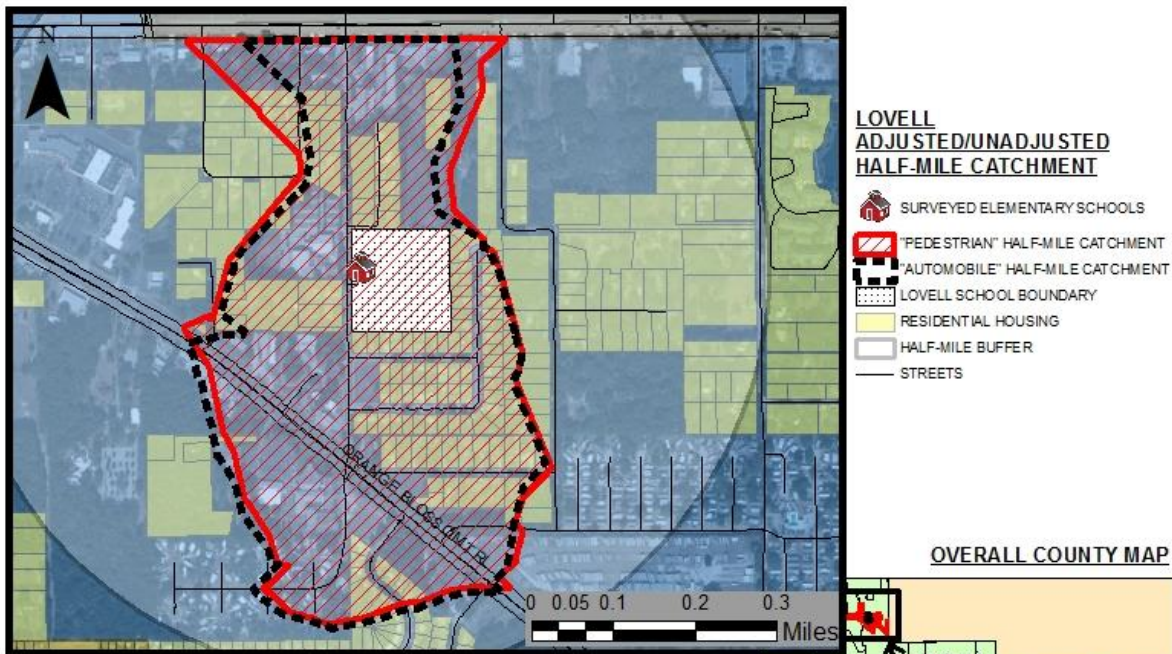 N
ORANGE BLOSSOM TRL
0 0.05 0.1 0.2 0.3
Miles
LOVELL
ADJUSTED/UNADJUSTED
HALF-MILE CATCHMENT
SURVEYED ELEMENTARY SCHOOLS
"PEDESTRIAN" HALF-MILE CATCHMENT
"AUTOMOBILE" HALF-MILE CATCHMENT
LOVELL SCHOOL BOUNDARY
RESIDENTIAL HOUSING
HALF-MILE BUFFER
STREETS
OVERALL COUNTY MAP